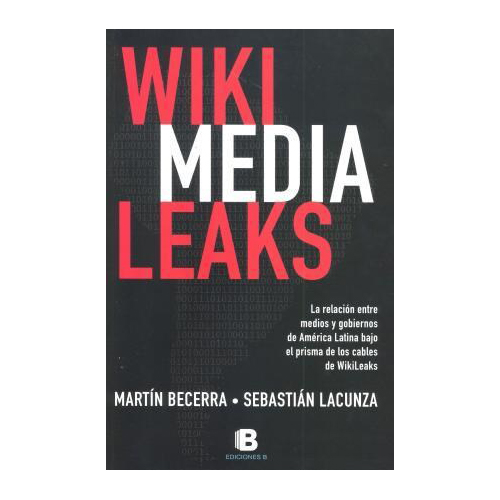 WIKI
MEDIA
LEAKS
La relación entre
medios y gobiernos
de América Latina bajo
el prisma de los cables
de WikiLeaks
MARTÍN BECERRA • SEBASTIÁN LACUNZA
B
EDICIONES B